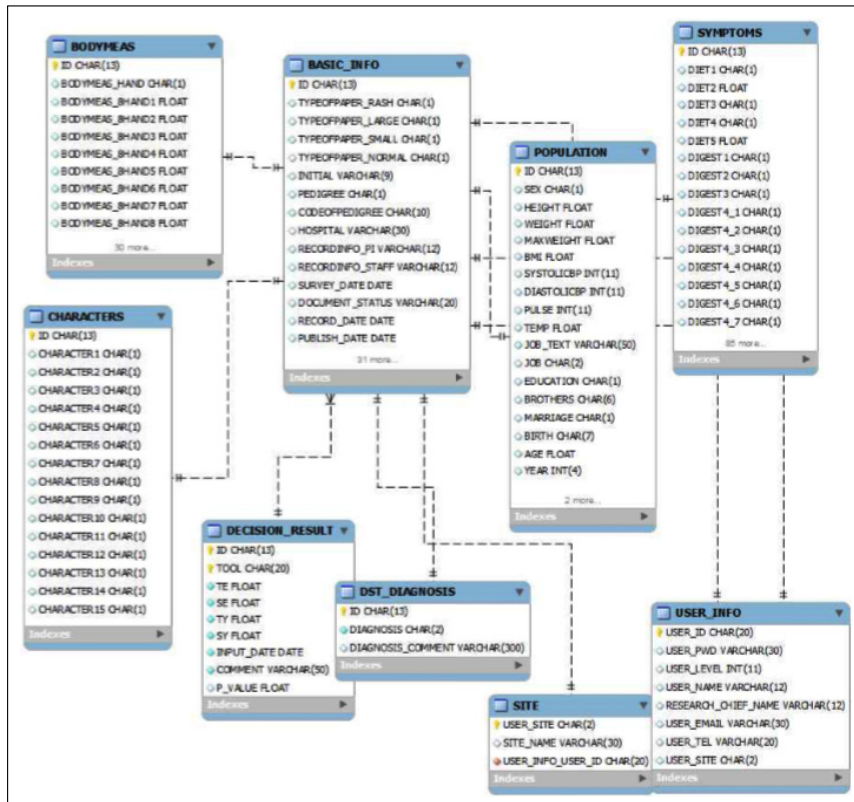 BODYMEAS
ID CHAR(13)
BODYMEAS_HAND CHAR(1)
BODYMEAS_8HAND1 FLOAT
BODYMEAS_8HAND2 FLOAT
BODYMEAS_8HAND3 FLOAT
BODYMEAS_8HAND4 FLOAT
BODYMEAS_8HAND5 FLOAT
BODYMEAS_8HAND6 FLOAT
BODYMEAS_8HAND7 FLOAT
BODYMEAS_8HAND8 FLOAT
30 more...
Indexes
BASIC_INFO
ID CHAR(13)
TYPEOFPAPER_RASH CHAR(1)
TYPEOFPAPER_LARGE CHAR(1)
TYPEOFPAPER_SMALL CHAR(1)
TYPEOFPAPER_NORMAL CHAR(1)
INITIAL VARCHAR(9)
PEDIGREE CHAR(1)
CODEOFPEDIGREE CHAR(10)
HOSPITAL VARCHAR(30)
RECORDINFO_PI VARCHAR(12)
RECORDINFO_STAFF VARCHAR(12)
SURVEY_DATE DATE
DOCUMENT_STATUS VARCHAR(20)
RECORD_DATE DATE
PUBLISH_DATE DATE
31 more...
Indexes
POPULATION
ID CHAR(13)
SEX CHAR(1)
HEIGHT FLOAT
WEIGHT FLOAT
MAXWEIGHT FLOAT
BMI FLOAT
SYSTOLICBP INT(11)
DIASTOLICBP INT(11)
PULSE INT(11)
TEMP FLOAT
JOB_TEXT VARCHAR(50)
JOB CHAR(2)
EDUCATION CHAR(1)
BROTHERS CHAR(6)
MARRIAGE CHAR(1)
BIRTH CHAR(7)
AGE FLOAT
YEAR INT(4)
2 more...
Indexes
SYMPTOMS
ID CHAR(13)
DIET1 CHAR(1)
DIET2 FLOAT
DIET3 CHAR(1)
DIET4 CHAR(1)
DIET5 FLOAT
DIGEST1 CHAR(1)
DIGEST2 CHAR(1)
DIGEST3 CHAR(1)
DIGEST4_1 CHAR(1)
DIGEST4_2 CHAR(1)
DIGEST4_3 CHAR(1)
DIGEST4_4 CHAR(1)
DIGEST4_5 CHAR(1)
DIGEST4_6 CHAR(1)
DIGEST4_7 CHAR(1)
85 more...
Indexes
CHARACTERS
ID CHAR(13)
CHARACTER1 CHAR(1)
CHARACTER2 CHAR(1)
CHARACTER3 CHAR(1)
CHARACTER4 CHAR(1)
CHARACTER5 CHAR(1)
CHARACTER6 CHAR(1)
CHARACTER7 CHAR(1)
CHARACTER8 CHAR(1)
CHARACTER9 CHAR(1)
CHARACTER10 CHAR(1)
CHARACTER11 CHAR(1)
CHARACTER12 CHAR(1)
CHARACTER13 CHAR(1)
CHARACTER14 CHAR(1)
CHARACTER15 CHAR(1)
Indexes
DECISION_RESULT
ID CHAR(13)
TOOL CHAR(20)
TE FLOAT
SE FLOAT
TY FLOAT
SY FLOAT
INPUT_DATE DATE
COMMENT VARCHAR(50)
P_VALUE FLOAT
Indexes
DST_DIAGNOSIS
ID CHAR(13)
DIAGNOSIS CHAR(2)
DIAGNOSIS_COMMENT VARCHAR(300)
Indexes
SITE
USER_SITE CHAR(2)
SITE_NAME VARCHAR(30)
USER_INFO_USER_ID CHAR(20)
Indexes
USER_INFO
USER_ID CHAR(20)
USER_PWD VARCHAR(30)
USER_LEVEL INT(11)
USER_NAME VARCHAR(12)
RESEARCH_CHIEF_NAME VARCHAR(12)
USER_EMAIL VARCHAR(30)
USER_TEL VARCHAR(20)
USER_SITE CHAR(2)
Indexes